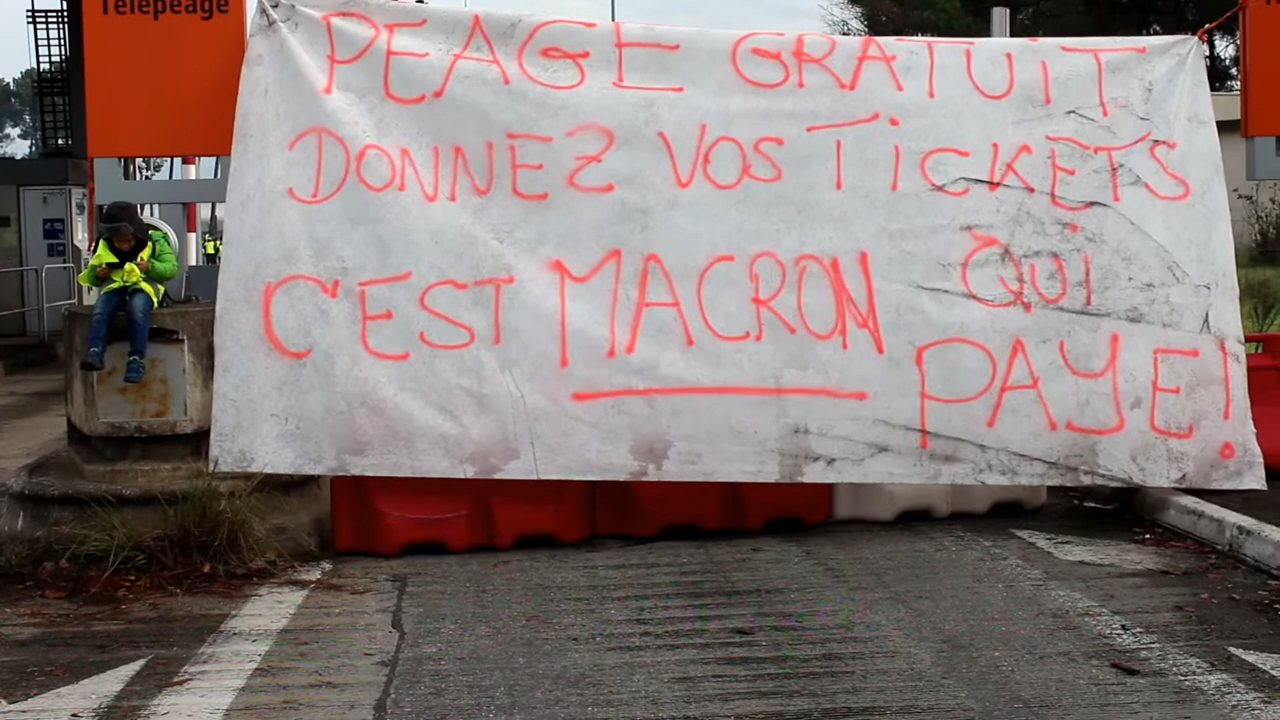 Télépéage
PEAGE GRATUIT
DONNEZ VOS TiCKETS
C'EST MACRON QUi
PAYE!